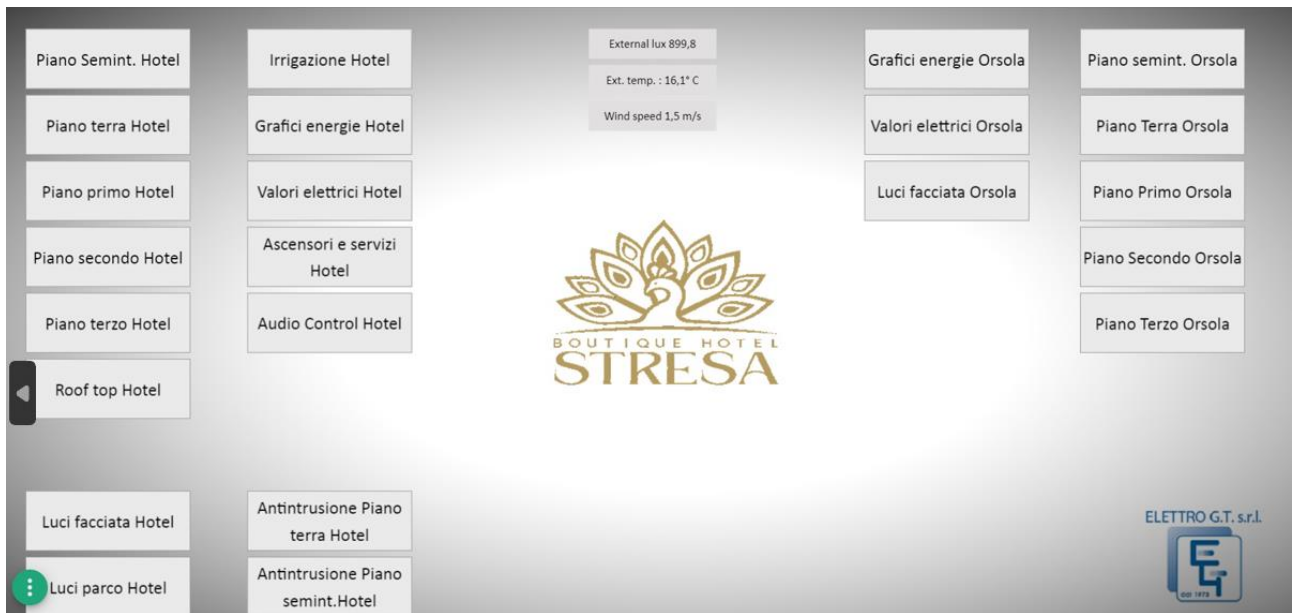 Piano Semint. Hotel
Piano terra Hotel
Piano primo Hotel
Piano secondo Hotel
Piano terzo Hotel
Roof top Hotel
Luci facciata Hotel
Luci parco Hotel
Irrigazione Hotel
Grafici energie Hotel
Valori elettrici Hotel
Ascensori e servizi
Hotel
Audio Control Hotel
Antintrusione Piano
terra Hotel
Antintrusione Piano
semint.Hotel
External lux 899,8
Ext. temp. : 16,1° C
Wind speed 1,5 m/s
BOUTIQUE HOTEL
STRESA
Grafici energie Orsola
Valori elettrici Orsola
Luci facciata Orsola
Piano semint. Orsola
Piano Terra Orsola
Piano Primo Orsola
Piano Secondo Orsola
Piano Terzo Orsola
ELETTRO G.T. s.r.l.